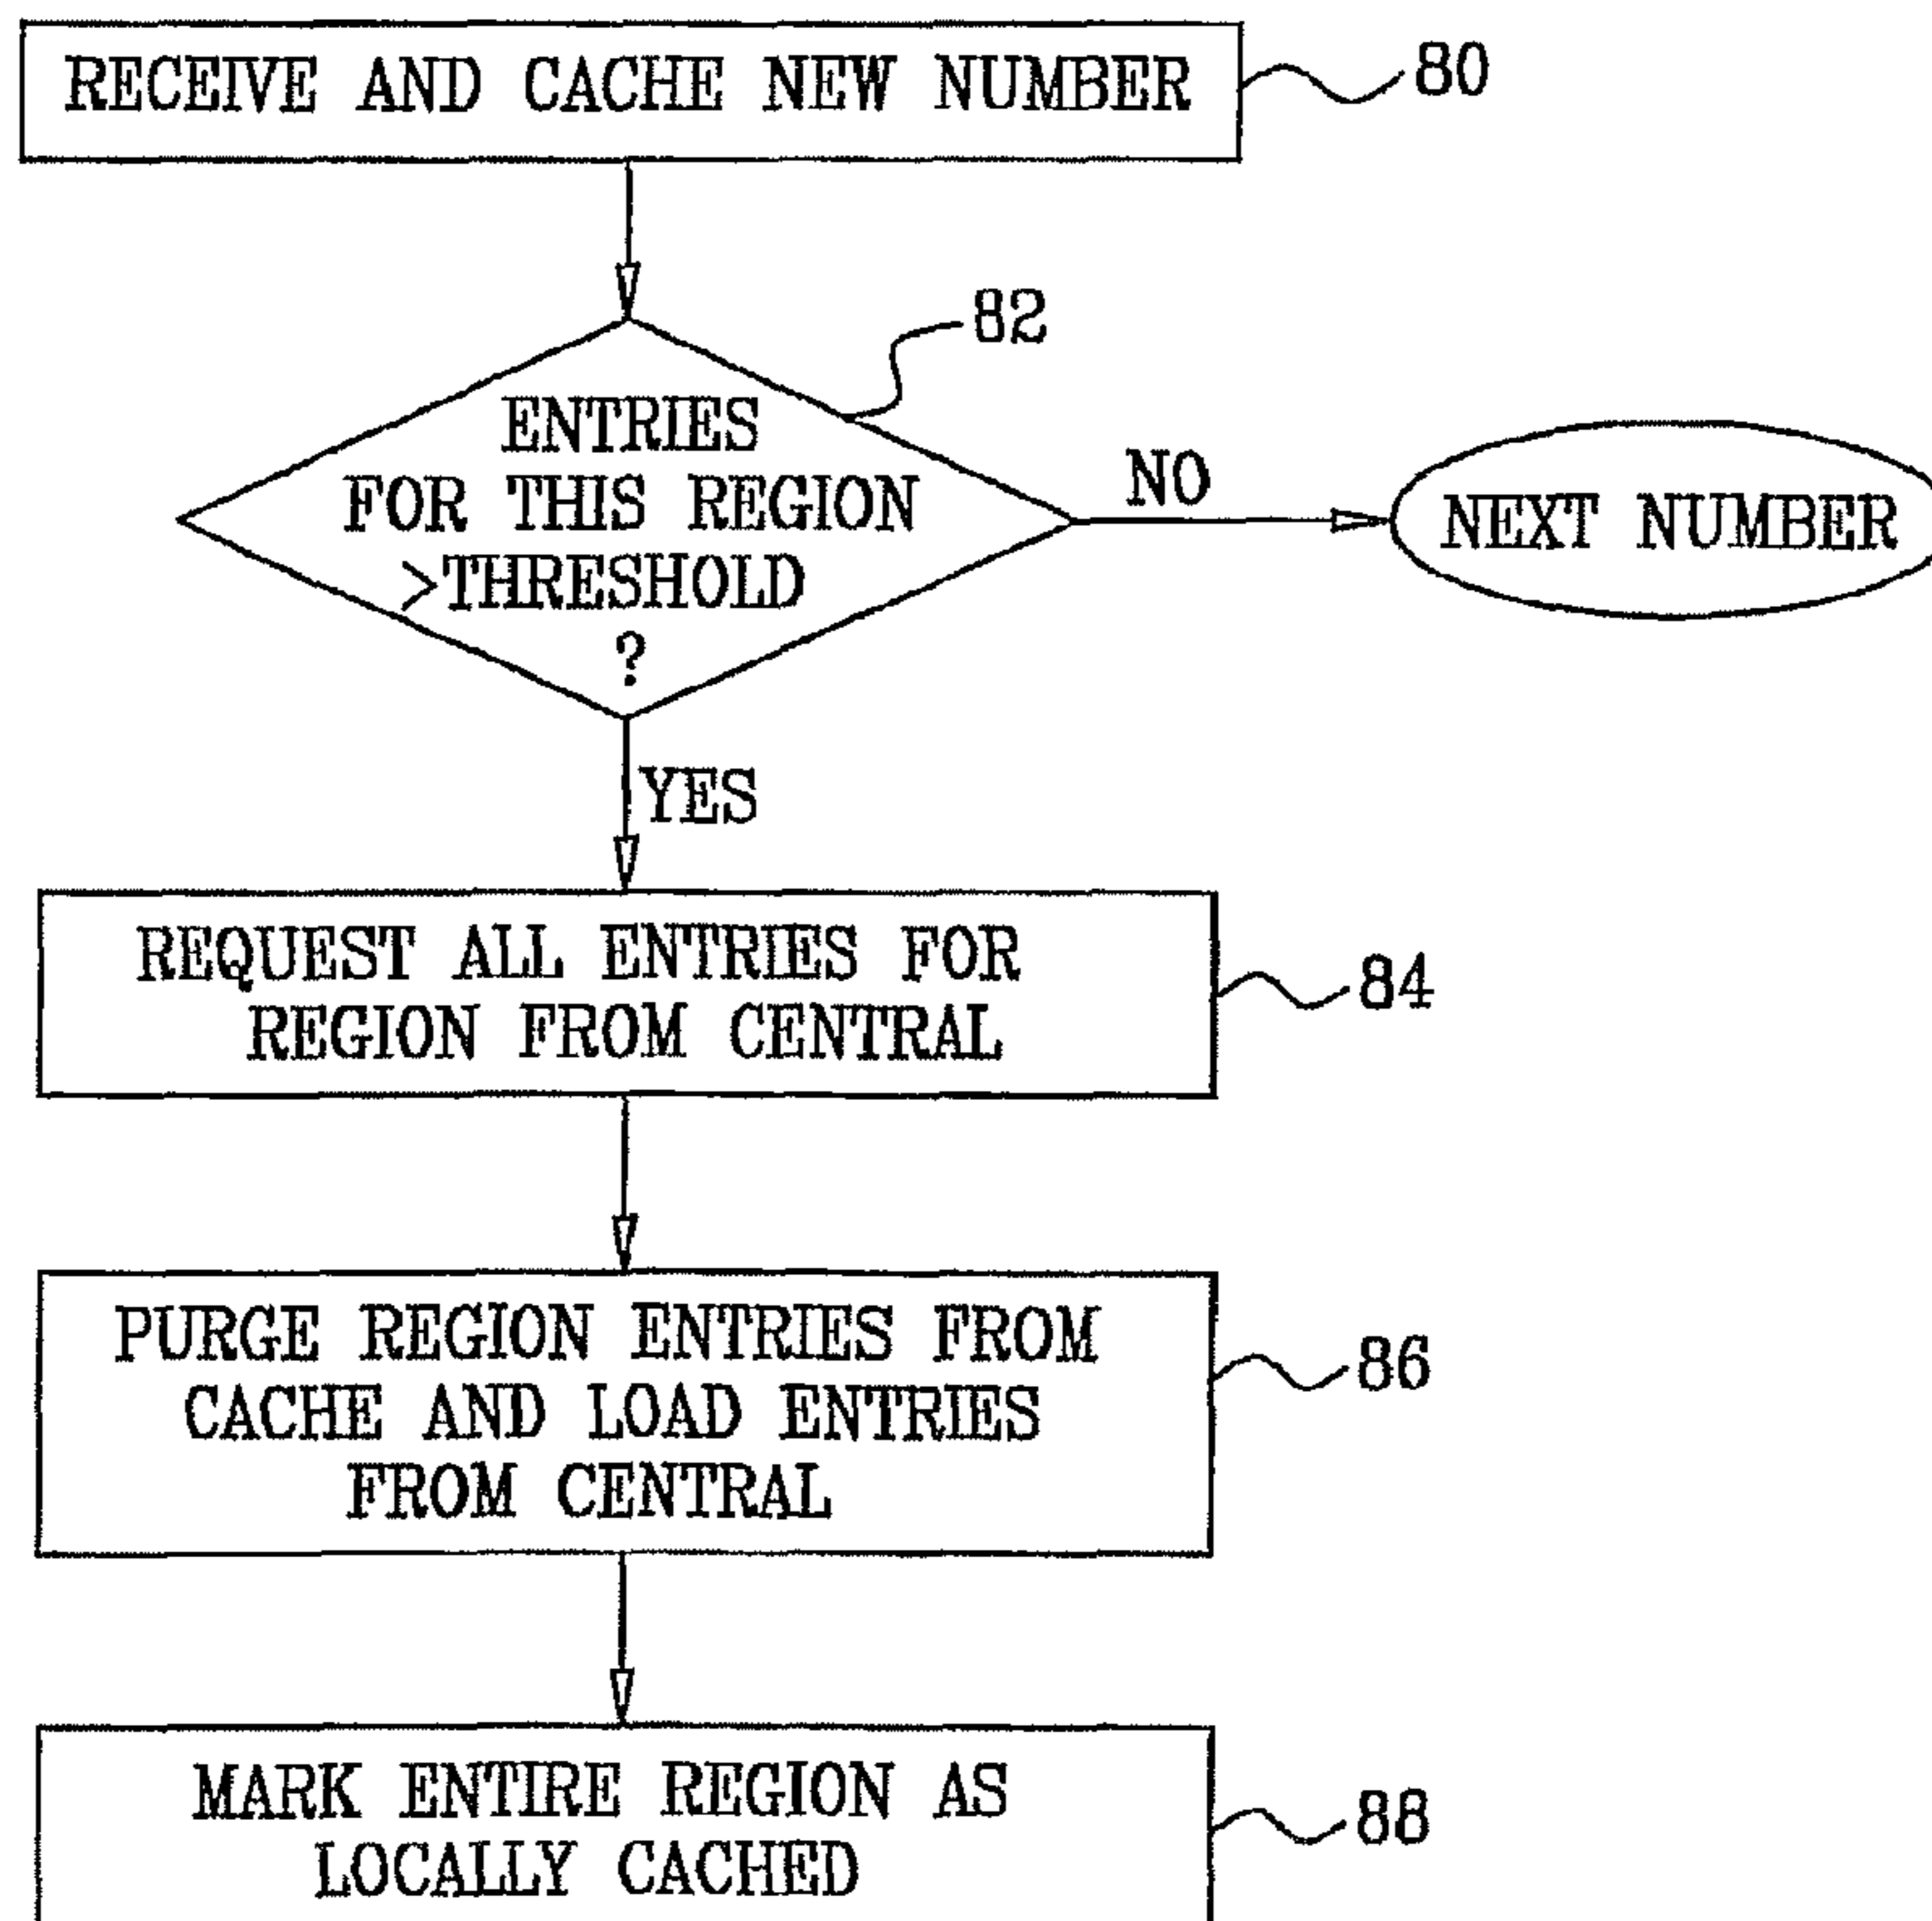 RECEIVE AND CACHE NEW NUMBER
80
82
ENTRIES
FOR THIS REGION
>THRESHOLD
?
NO
NEXT NUMBER
YES
REQUEST ALL ENTRIES FOR
REGION FROM CENTRAL
84
PURGE REGION ENTRIES FROM
CACHE AND LOAD ENTRIES
FROM CENTRAL
86
MARK ENTIRE REGION AS
LOCALLY CACHED
88